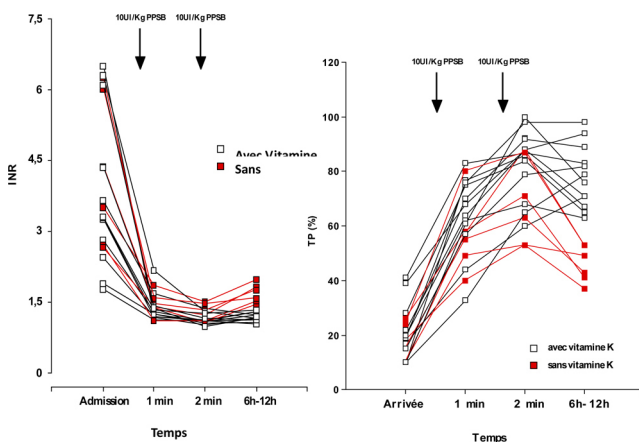 10UI/Kg PPSB 10UI/Kg PPSB
7,5
6
4,5
3
1,5
0
INR
Avec Vitamine
Sans
Admission 1 min 2 min 6h-12h
Temps
10UI/Kg PPSB 10UI/Kg PPSB
120
100
80
60
40
20
0
TP (%)
avec vitamine K
sans vitamine K
Arrivée 1 min 2 min 6h- 12h
Temps